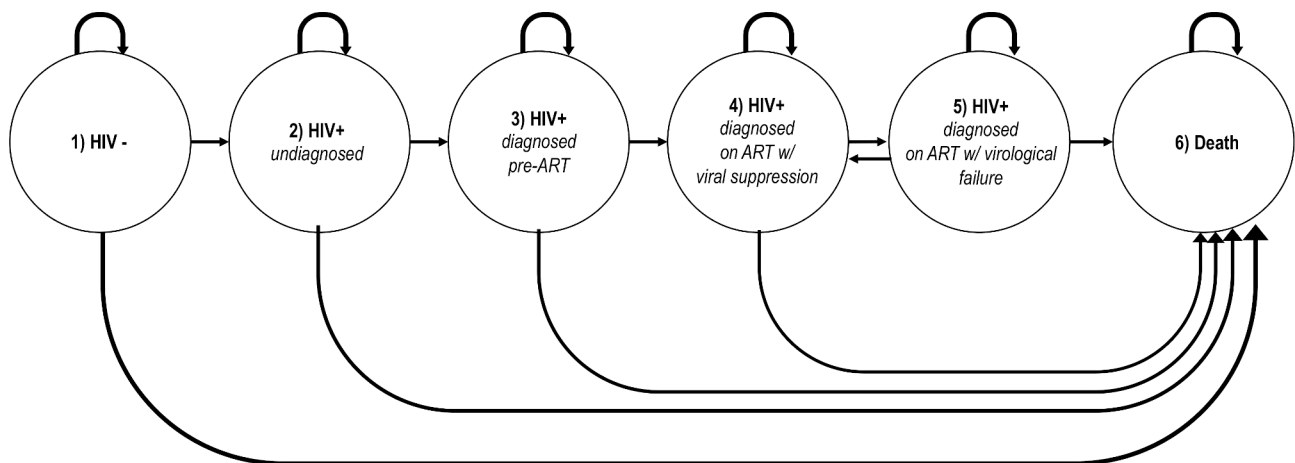 1) HIV -
2) HIV+
undiagnosed
3) HIV+
diagnosed
pre-ART
4) HIV+
diagnosed
on ART w/
viral suppression
5) HIV+
diagnosed
on ART w/ virological
failure
6) Death